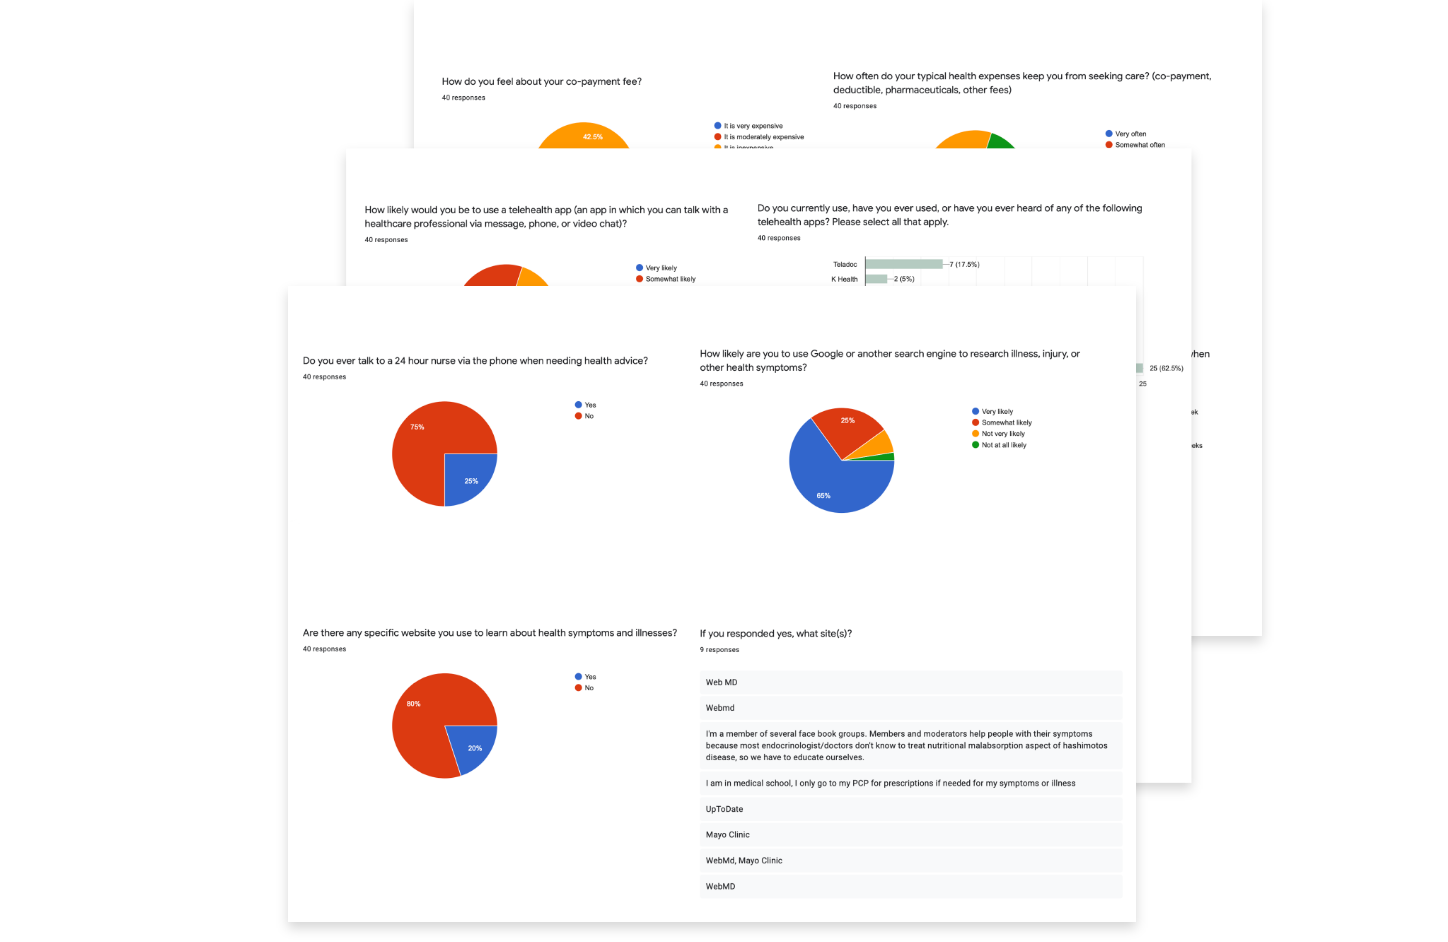 How do you feel about your co-payment fee?
40 responses
42.5%
It is very expensive
It is moderately expensive
How often do your typical health expenses keep you from seeking care? (co-payment,
deductible, pharmaceuticals, other fees)
40 responses
Very often
Somewhat often
How likely would you be to use a telehealth app (an app in which you can talk with a
healthcare professional via message, phone, or video chat)?
40 responses
Very likely
Somewhat likely
Do you currently use, have you ever used, or have you ever heard of any of the following
telehealth apps? Please select all that apply.
40 responses
Teladoc
7 (17.5%)
K Health
2 (5%)
25 (62.5%)
25
Do you ever talk to a 24 hour nurse via the phone when needing health advice?
40 responses
75%
25%
Yes
No
How likely are you to use Google or another search engine to research illness, injury, or
other health symptoms?
40 responses
25%
65%
Very likely
Somewhat likely
Not very likely
Not at all likely
Are there any specific website you use to learn about health symptoms and illnesses?
40 responses
80%
20%
Yes
No
If you responded yes, what site(s)?
9 responses
Web MD
Webmd
I'm a member of several face book groups. Members and moderators help people with their symptoms
because most endocrinologist/doctors don't know to treat nutritional malabsorption aspect of hashimotos
disease, so we have to educate ourselves.
I am in medical school, I only go to my PCP for prescriptions if needed for my symptoms or illness
UpToDate
Mayo Clinic
WebMd, Mayo Clinic
WebMD